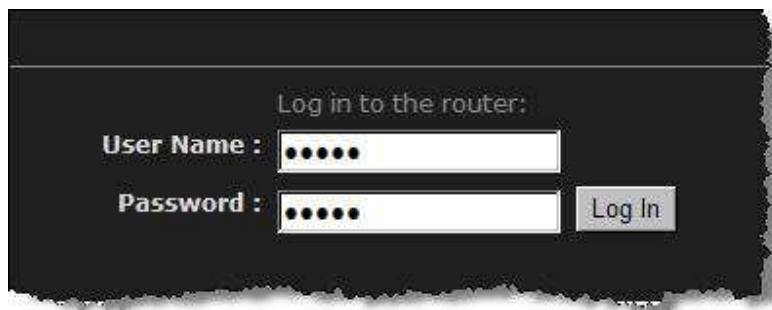 Log in to the router:
User Name : •••••
Password : ••••• Log In